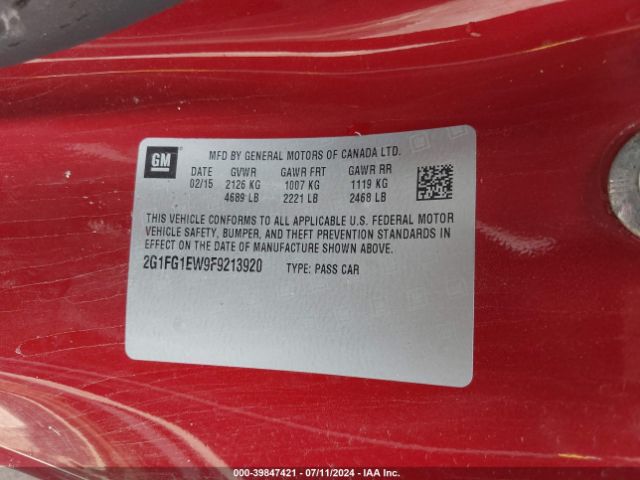 GM
MFD BY GENERAL MOTORS OF CANADA LTD.
DATE GVWR GAWR FRT GAWR RR
02/15 2126 KG 1007 KG 1119 KG
4689 LB 2221 LB 2468 LB
THIS VEHICLE CONFORMS TO ALL APPLICABLE U.S. FEDERAL MOTOR
VEHICLE SAFETY, BUMPER, AND THEFT PREVENTION STANDARDS IN
EFFECT ON THE DATE OF MANUFACTURE SHOWN ABOVE.
2G1FG1EW9F9213920 TYPE: PASS CAR
000-39847421 - 07/11/2024 - IAA Inc.